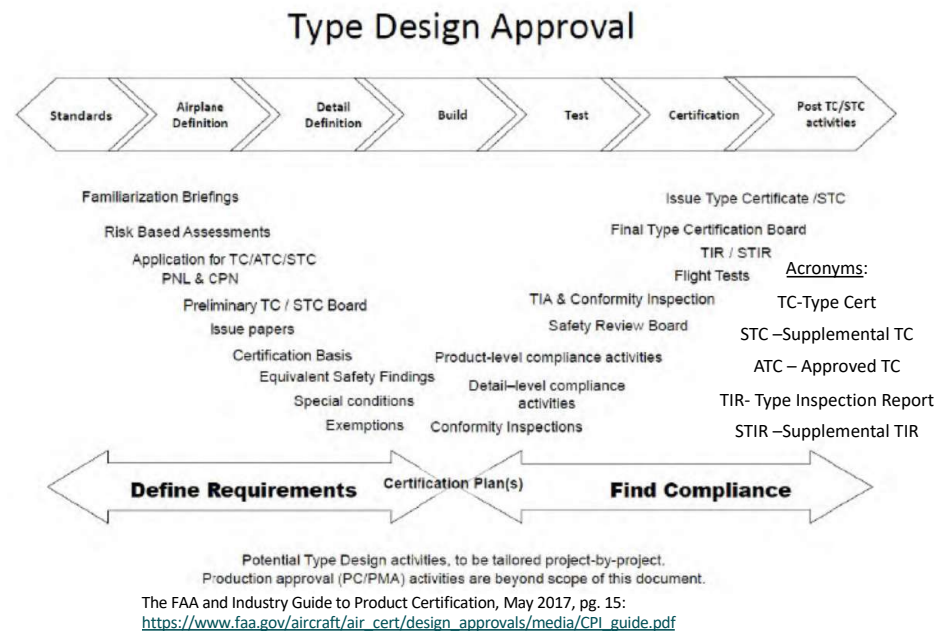 Type Design Approval
Standards
Airplane
Definition
Detail
Definition
Build
Test
Certification
Post TC/STC
activities
Familiarization Briefings
Risk Based Assessments
Application for TC/ATC/STC
PNL & CPN
Preliminary TC / STC Board
Issue papers
Certification Basis
Equivalent Safety Findings
Special conditions
Exemptions
Issue Type Certificate /STC
Final Type Certification Board
TIR / STIR
Flight Tests
TIA & Conformity Inspection
Safety Review Board
Product-level compliance activities
Detail–level compliance
activities
Conformity Inspections
Acronyms:
TC-Type Cert
STC –Supplemental TC
ATC – Approved TC
TIR- Type Inspection Report
STIR –Supplemental TIR
Define Requirements
Certification Plan(s)
Find Compliance
Potential Type Design activities, to be tailored project-by-project.
Production approval (PC/PMA) activities are beyond scope of this document.
The FAA and Industry Guide to Product Certification, May 2017, pg. 15:
https://www.faa.gov/aircraft/air_cert/design_approvals/media/CPI_guide.pdf